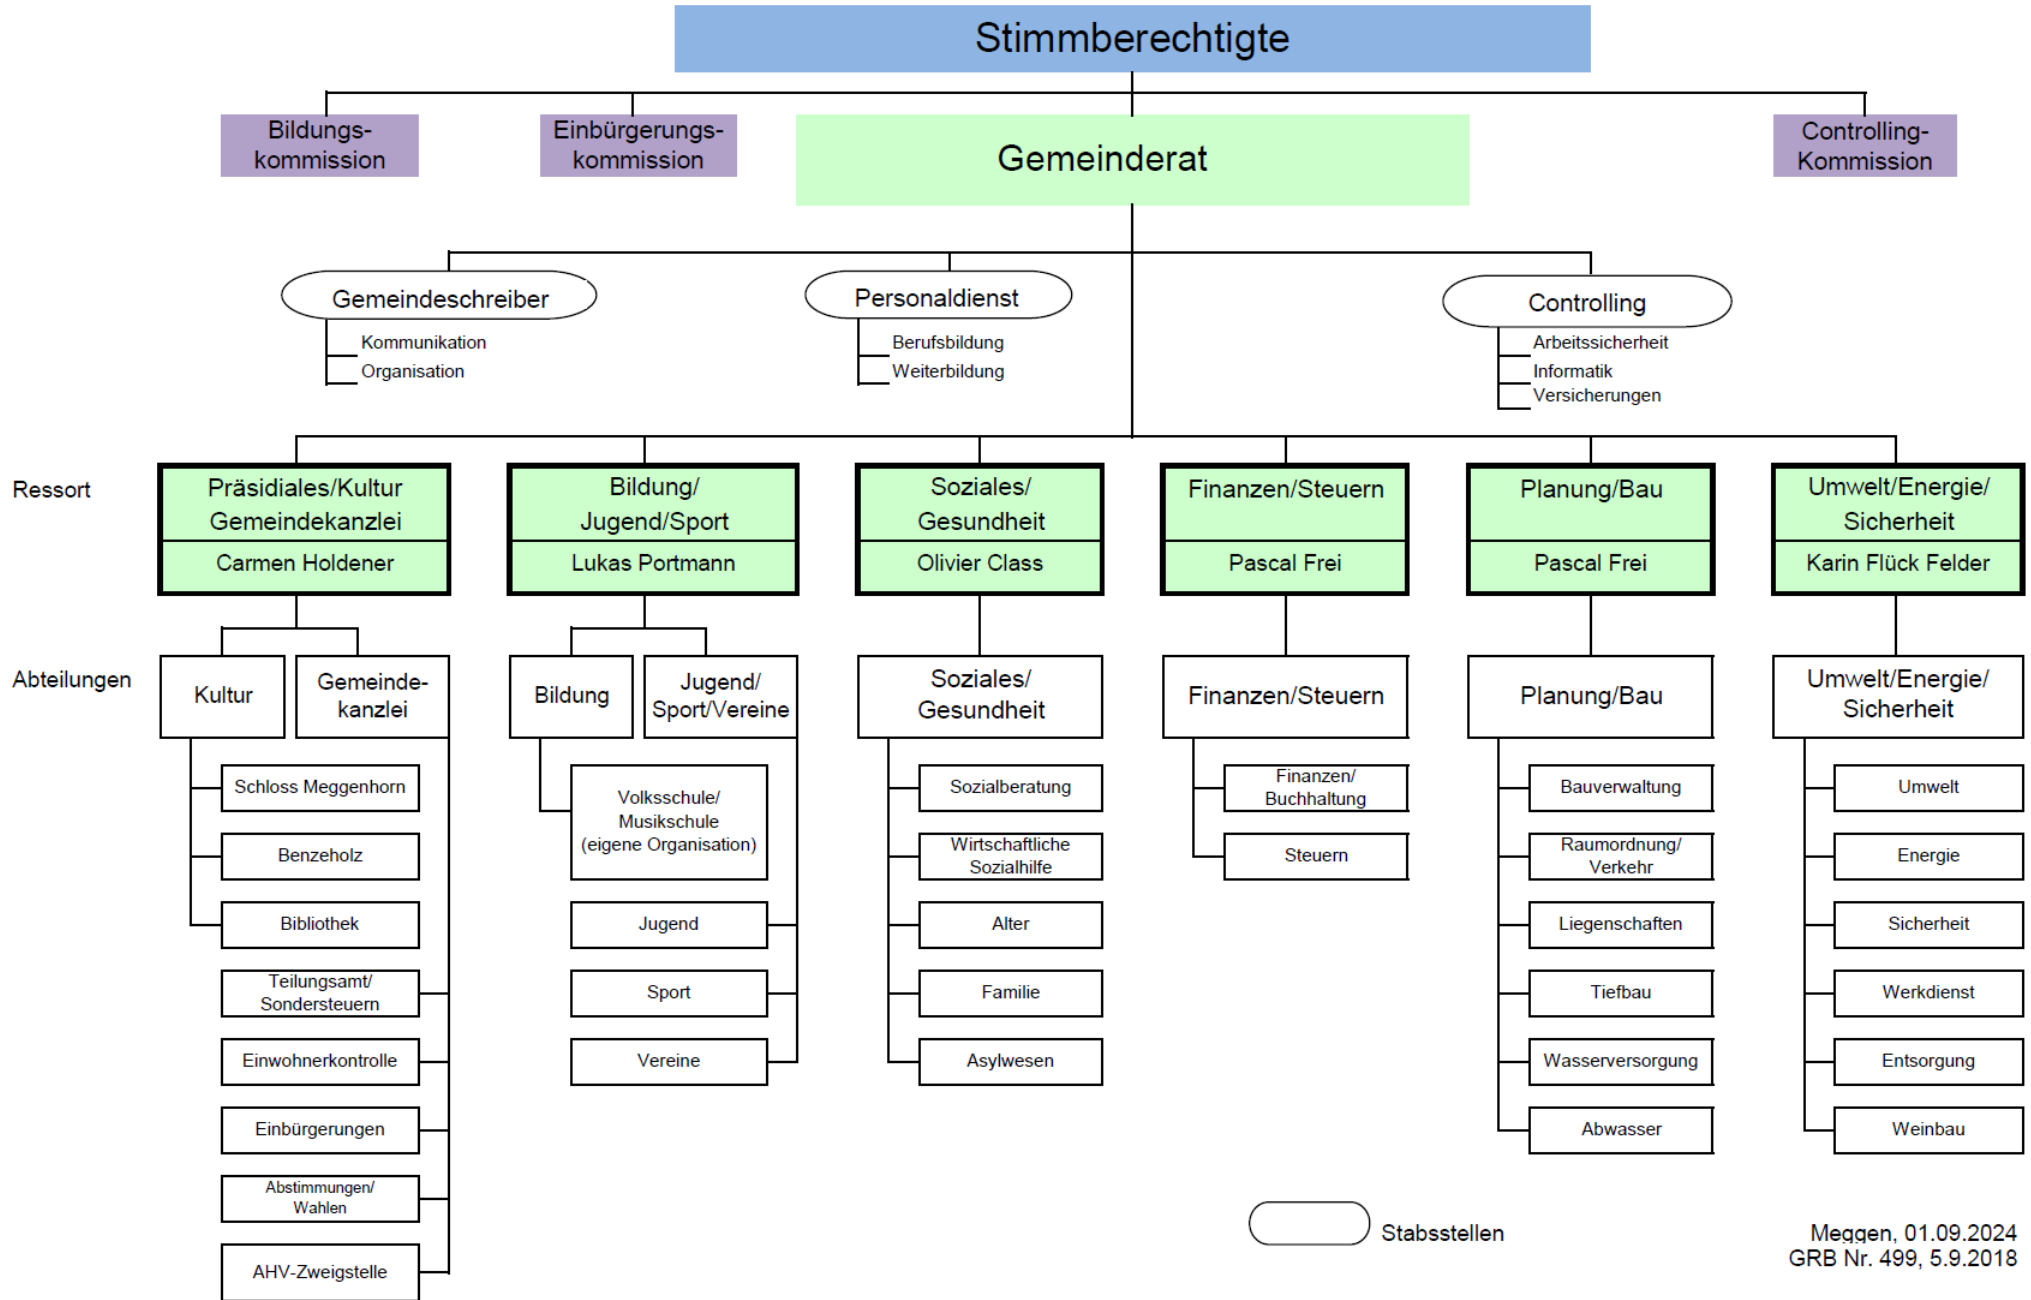 Stimmberechtigte
Bildungs-
kommission
Einbürgerungs-
kommission
Gemeinderat
Controlling-
Kommission
Gemeindeschreiber
Kommunikation
Organisation
Personaldienst
Berufsbildung
Weiterbildung
Controlling
Arbeitssicherheit
Informatik
Versicherungen
Ressort
Präsidiales/Kultur
Gemeindekanzlei
Carmen Holdener
Bildung/
Jugend/Sport
Lukas Portmann
Soziales/
Gesundheit
Olivier Class
Finanzen/Steuern
Pascal Frei
Planung/Bau
Pascal Frei
Umwelt/Energie/
Sicherheit
Karin Flück Felder
Abteilungen
Kultur
Gemeinde-
kanzlei
Bildung
Jugend/
Sport/Vereine
Soziales/
Gesundheit
Finanzen/Steuern
Planung/Bau
Umwelt/Energie/
Sicherheit
Schloss Meggenhorn
Benzeholz
Bibliothek
Teilungsamt/
Sondersteuern
Einwohnerkontrolle
Einbürgerungen
Abstimmungen/
Wahlen
AHV-Zweigstelle
Volksschule/
Musikschule
(eigene Organisation)
Jugend
Sport
Vereine
Sozialberatung
Wirtschaftliche
Sozialhilfe
Alter
Familie
Asylwesen
Finanzen/
Buchhaltung
Steuern
Bauverwaltung
Raumordnung/
Verkehr
Liegenschaften
Tiefbau
Wasserversorgung
Abwasser
Umwelt
Energie
Sicherheit
Werkdienst
Entsorgung
Weinbau
Stabsstellen
Meggen, 01.09.2024
GRB Nr. 499, 5.9.2018